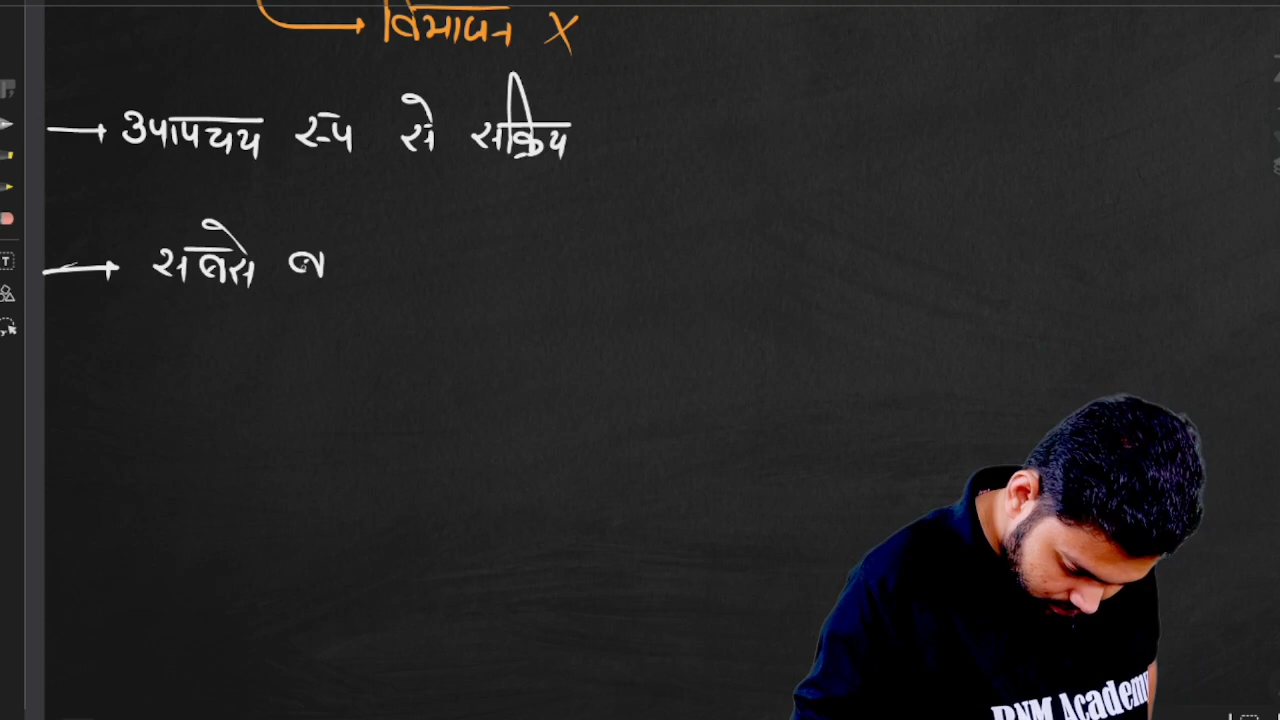 विभाजन X
→ उपापचय रूप से सक्रिय
→ सबसे ब
T
RNM Academy